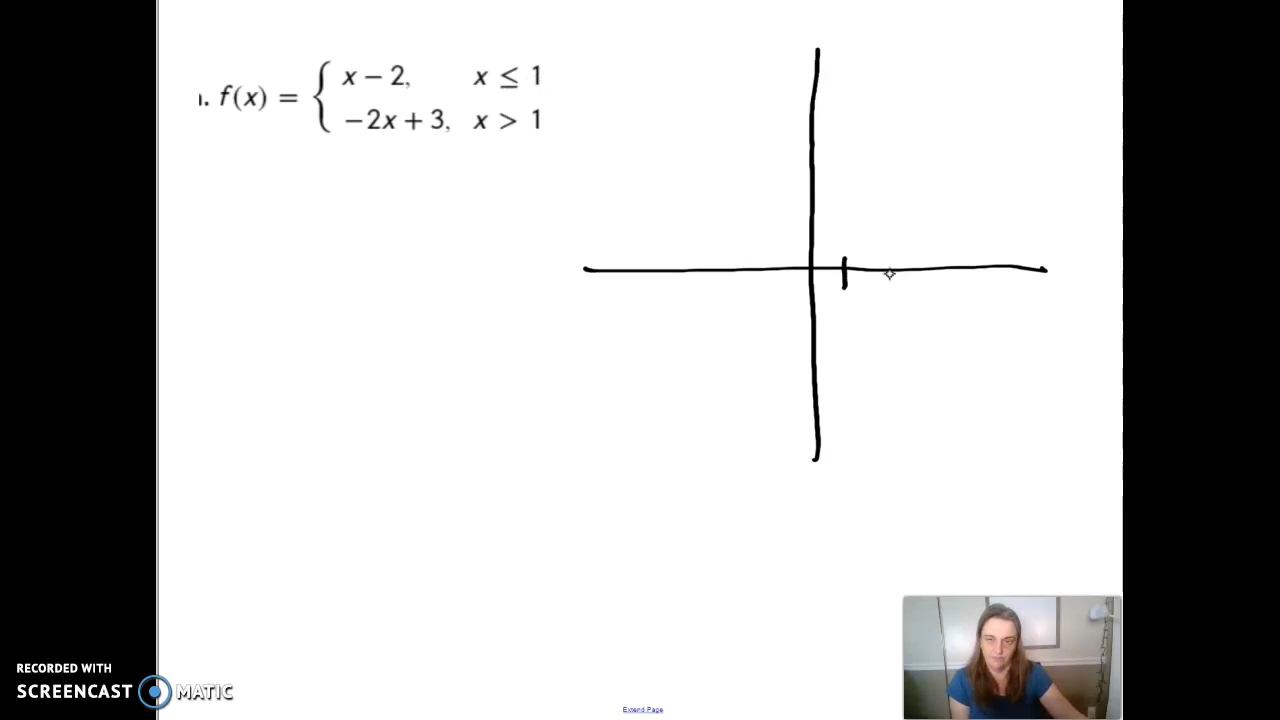 f(x) = { x − 2, x ≤ 1
−2x + 3, x > 1
RECORDED WITH
SCREENCAST MATIC
Extend Page